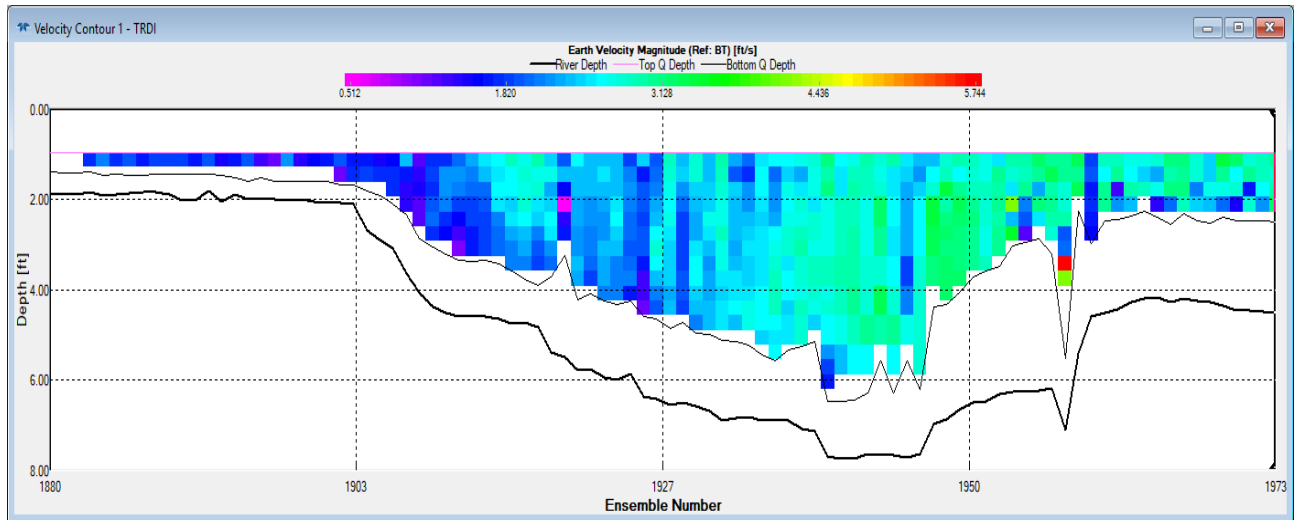 Velocity Contour 1 - TRDI
Earth Velocity Magnitude (Ref: BT) [ft/s]
River Depth Top Q Depth Bottom Q Depth
0.512 1.820 3.128 4.436 5.744
0.00
2.00
4.00
6.00
8.00
Depth [ft]
1880 1903 1927 1950 1973
Ensemble Number